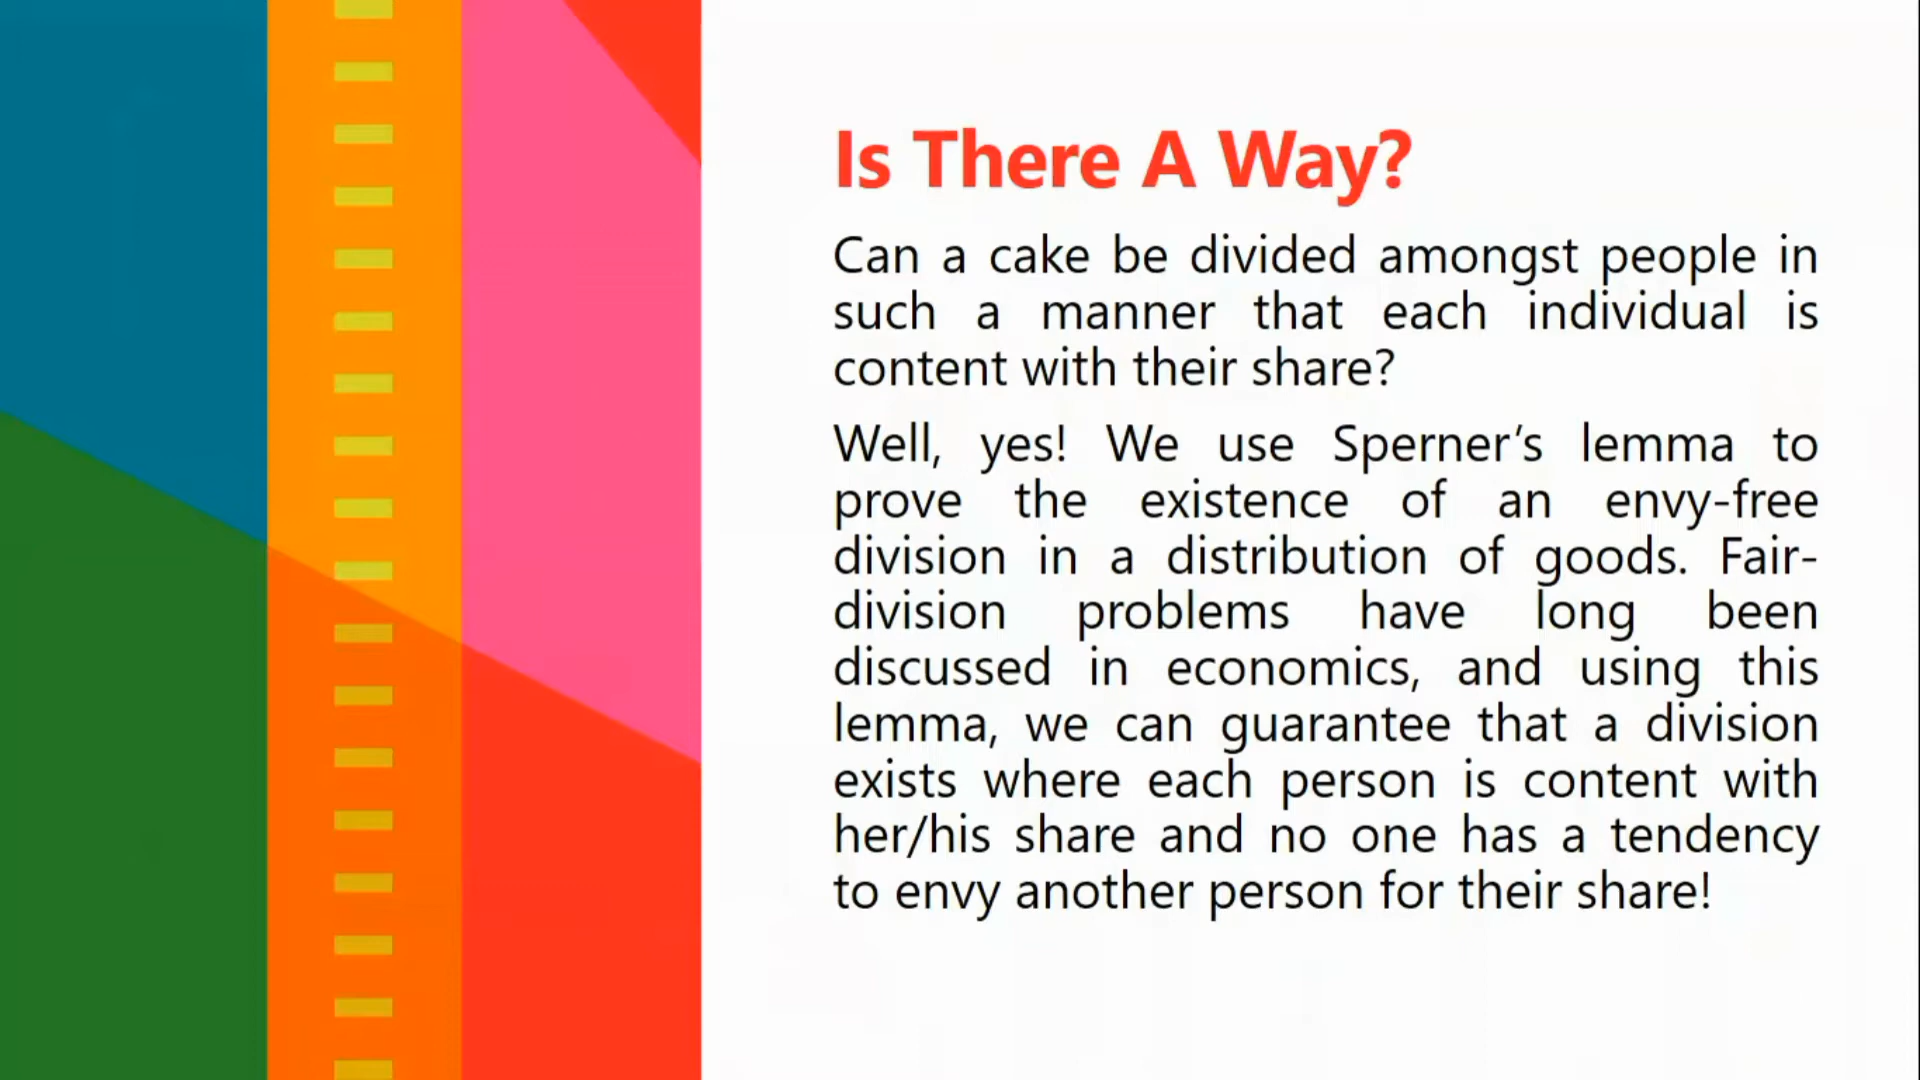 Is There A Way?
Can a cake be divided amongst people in
such a manner that each individual is
content with their share?
Well, yes! We use Sperner’s lemma to
prove the existence of an envy-free
division in a distribution of goods. Fair-
division problems have long been
discussed in economics, and using this
lemma, we can guarantee that a division
exists where each person is content with
her/his share and no one has a tendency
to envy another person for their share!